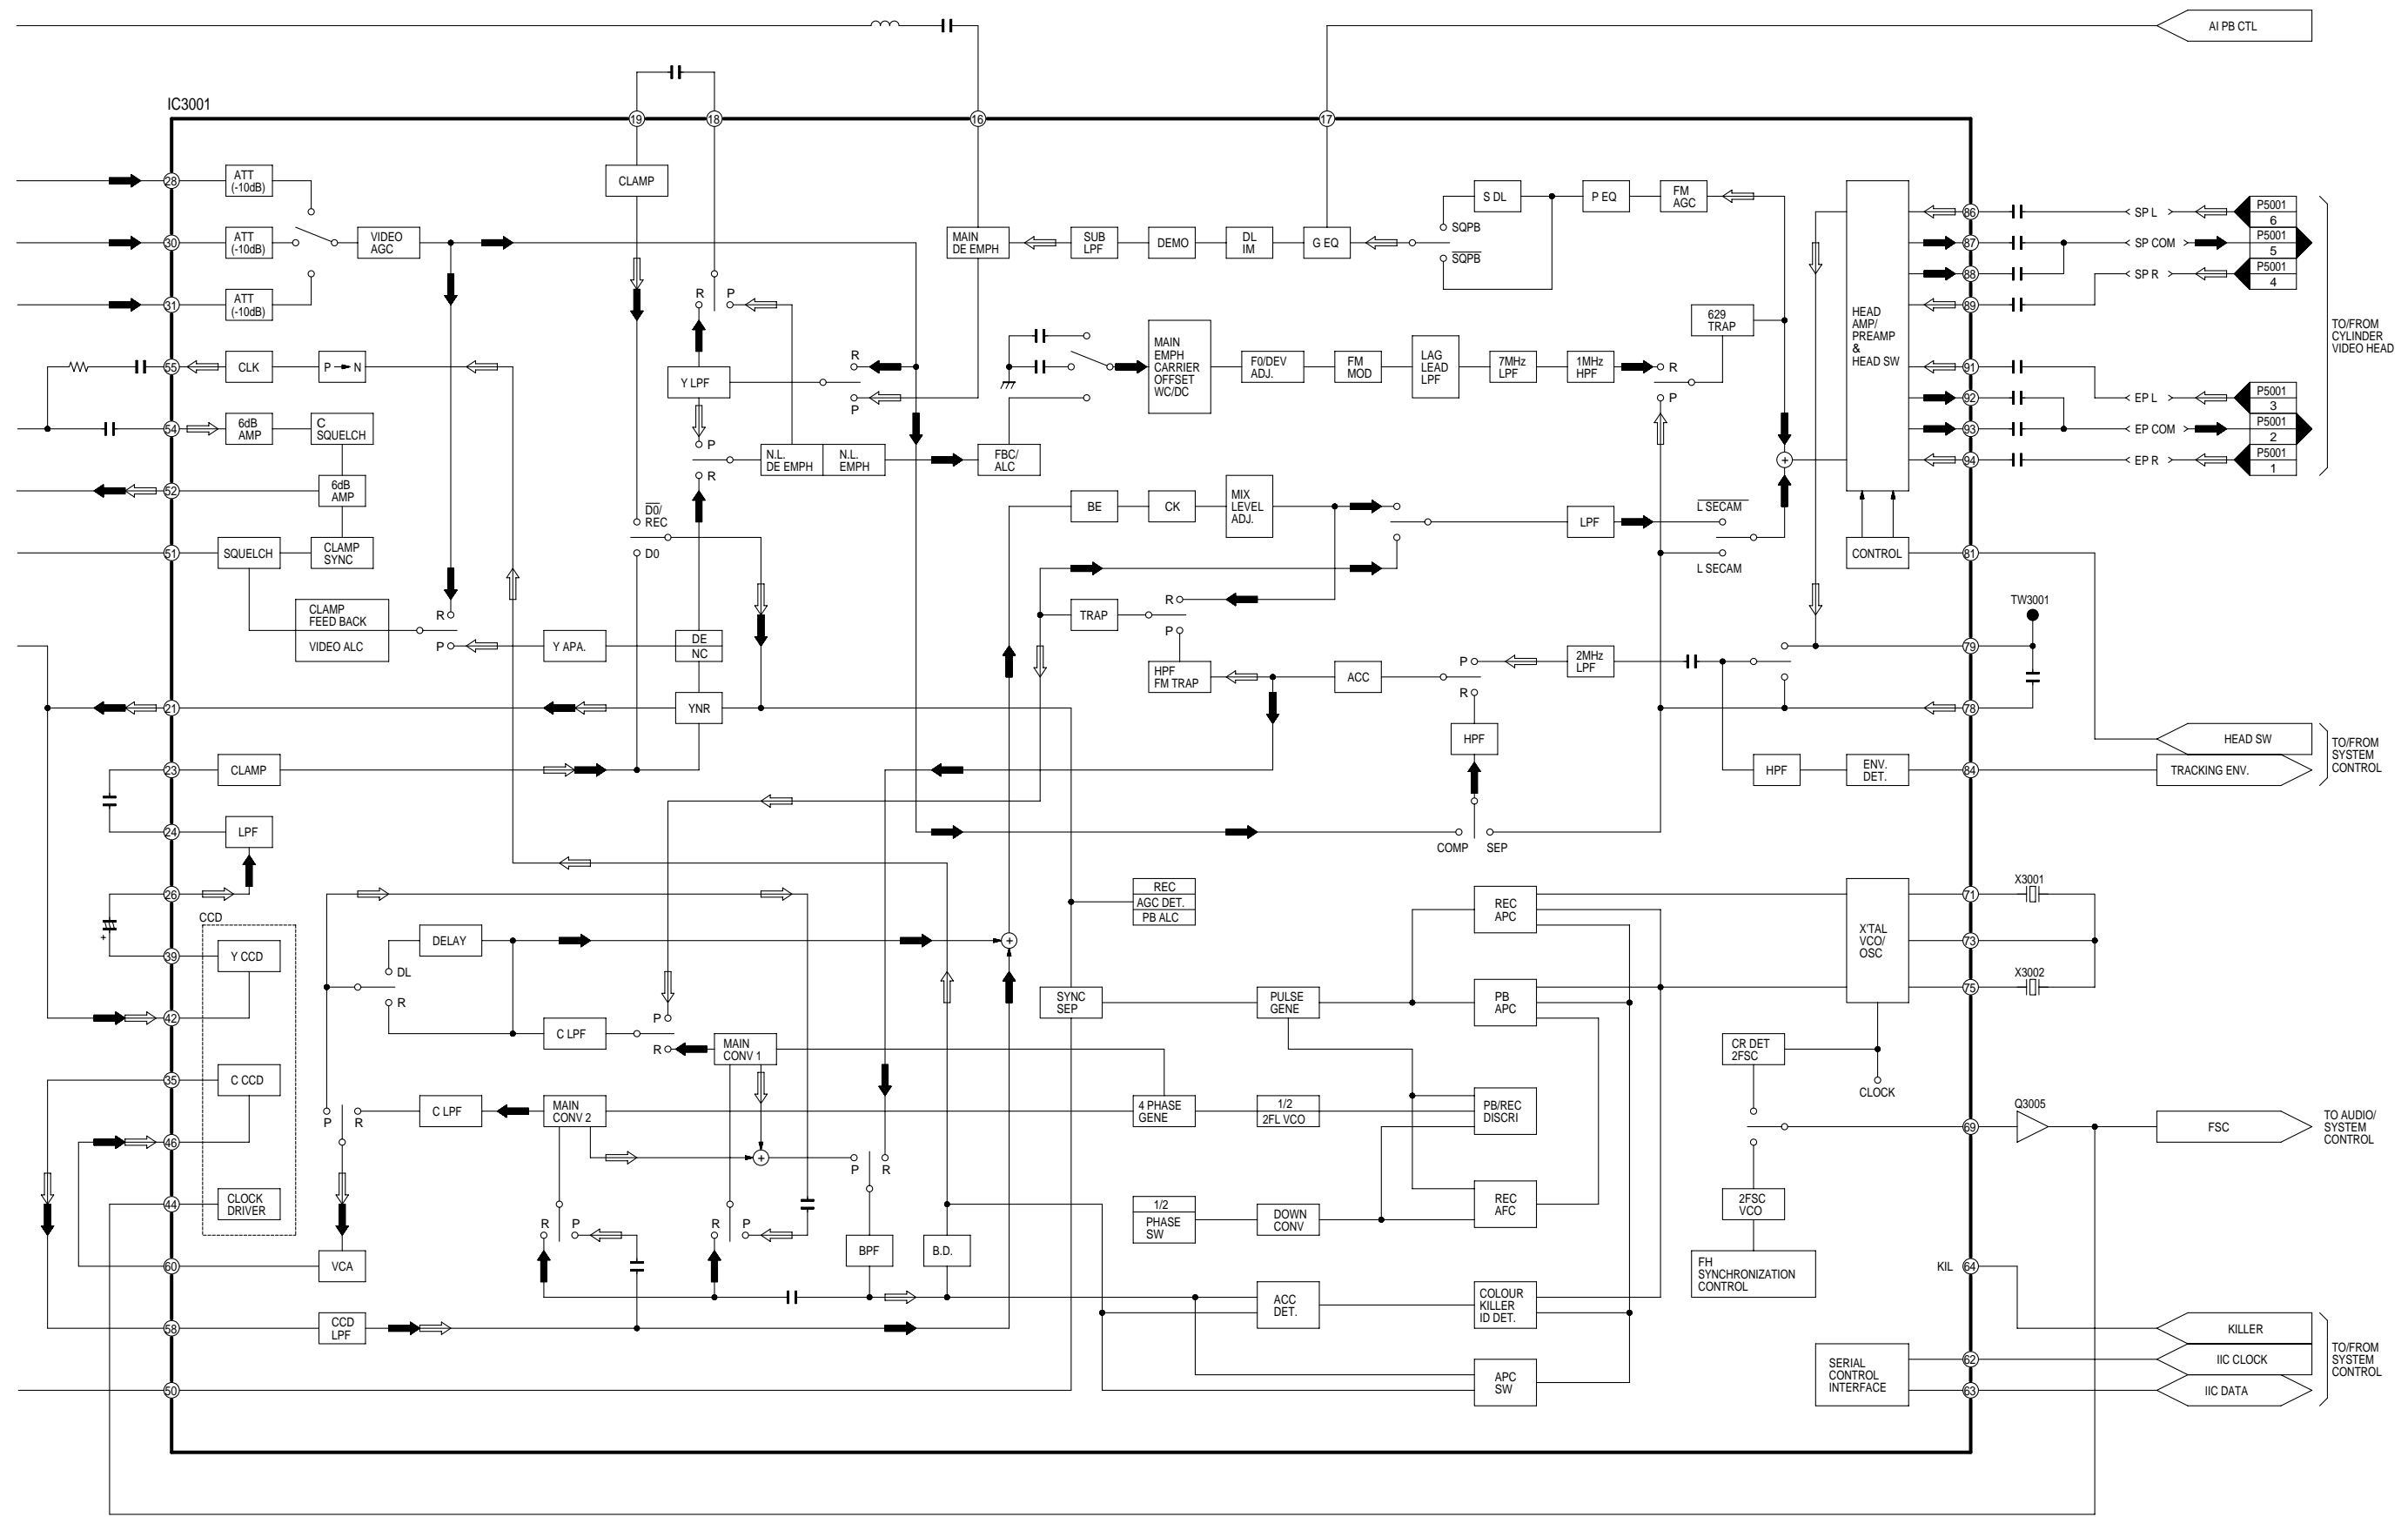 AI PB CTL
IC3001
19
18
16
17
28
ATT
(-10dB)
CLAMP
S DL
P EQ
FM
AGC
86
SP L
P5001
6
30
ATT
(-10dB)
VIDEO
AGC
MAIN
DE EMPH
SUB
LPF
DEMO
DL
IM
G EQ
SQPB
SQPB
87
SP COM
P5001
5
88
SP R
P5001
4
31
ATT
(-10dB)
R
P
89
HEAD
AMP/
PREAMP
&
HEAD SW
629
TRAP
TO/FROM
CYLINDER
VIDEO HEAD
55
CLK
P
N
Y LPF
R
P
MAIN
EMPH
CARRIER
OFFSET
WC/DC
F0/DEV
ADJ.
FM
MOD
LAG
LEAD
LPF
7MHz
LPF
1MHz
HPF
R
P
91
EP L
P5001
3
92
54
6dB
AMP
C
SQUELCH
P
R
93
EP COM
P5001
2
N.L.
DE EMPH
N.L.
EMPH
FBC/
ALC
+
94
EP R
P5001
1
52
6dB
AMP
D0/
REC
D0
BE
CK
MIX
LEVEL
ADJ.
LPF
L SECAM
L SECAM
51
SQUELCH
CLAMP
SYNC
CONTROL
81
CLAMP
FEED BACK
VIDEO ALC
R
P
Y APA.
DE
NC
TRAP
R
P
TW3001
79
HPF
FM TRAP
ACC
P
R
2MHz
LPF
21
YNR
78
HPF
HEAD SW
TO/FROM
SYSTEM
CONTROL
23
CLAMP
HPF
ENV.
DET.
84
TRACKING ENV.
24
LPF
COMP
SEP
26
REC
AGC DET.
PB ALC
REC
APC
X'TAL
VCO/
OSC
71
X3001
CCD
+
39
Y CCD
DELAY
+
73
DL
R
X3002
42
SYNC
SEP
PULSE
GENE
PB
APC
75
C LPF
P
R
MAIN
CONV 1
CR DET
2FSC
35
C CCD
CLOCK
P
R
C LPF
MAIN
CONV 2
4 PHASE
GENE
1/2
2FL VCO
PB/REC
DISCRI
69
Q3005
FSC
TO AUDIO/
SYSTEM
CONTROL
46
+
P
R
44
CLOCK
DRIVER
1/2
PHASE
SW
DOWN
CONV
REC
AFC
2FSC
VCO
R
P
R
P
60
VCA
BPF
B.D.
FH
SYNCHRONIZATION
CONTROL
KIL
64
ACC
DET.
COLOUR
KILLER
ID DET.
58
CCD
LPF
KILLER
50
APC
SW
SERIAL
CONTROL
INTERFACE
62
IIC CLOCK
63
IIC DATA
TO/FROM
SYSTEM
CONTROL